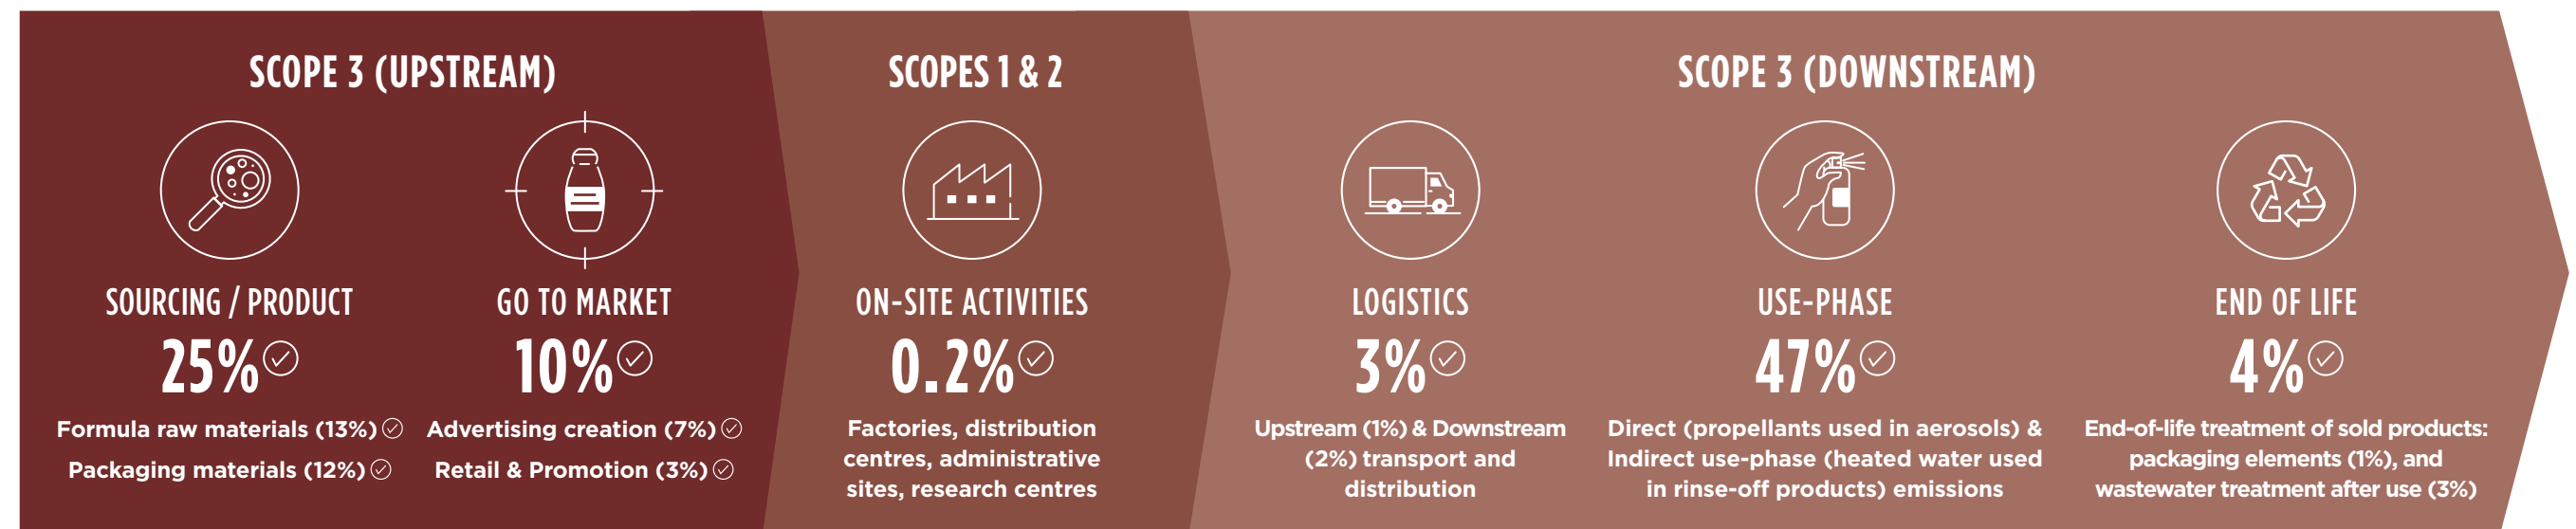 SCOPE 3 (UPSTREAM)
SOURCING / PRODUCT
25%
Formula raw materials (13%)
Packaging materials (12%)
GO TO MARKET
10%
Advertising creation (7%)
Retail & Promotion (3%)
SCOPES 1 & 2
ON-SITE ACTIVITIES
0.2%
Factories, distribution
centres, administrative
sites, research centres
SCOPE 3 (DOWNSTREAM)
LOGISTICS
3%
Upstream (1%) & Downstream
(2%) transport and
distribution
USE-PHASE
47%
Direct (propellants used in aerosols) &
Indirect use-phase (heated water used
in rinse-off products) emissions
END OF LIFE
4%
End-of-life treatment of sold products:
packaging elements (1%), and
wastewater treatment after use (3%)